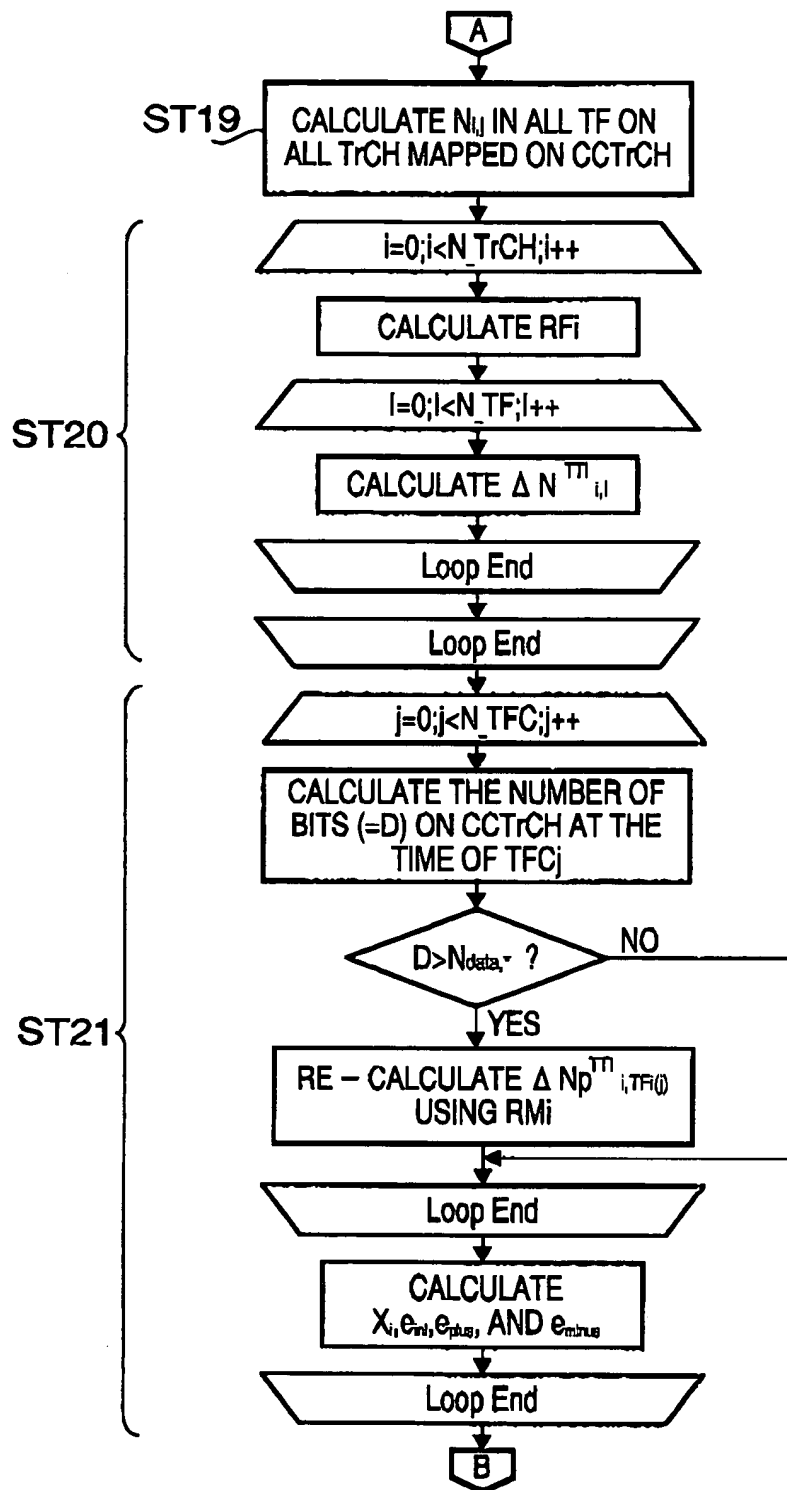 A
ST19
CALCULATE Ni,j IN ALL TF ON
ALL TrCH MAPPED ON CCTrCH
i=0;i<N_TrCH;i++
CALCULATE RFi
ST20
l=0;l<N_TF;l++
CALCULATE Δ N TTI i,l
Loop End
Loop End
j=0;j<N_TFC;j++
CALCULATE THE NUMBER OF
BITS (=D) ON CCTrCH AT THE
TIME OF TFCj
D>Ndata,* ?
NO
YES
ST21
RE – CALCULATE Δ Np TTI i,TFi(j)
USING RMi
Loop End
CALCULATE
Xi,eini,eplus, AND eminus
Loop End
B